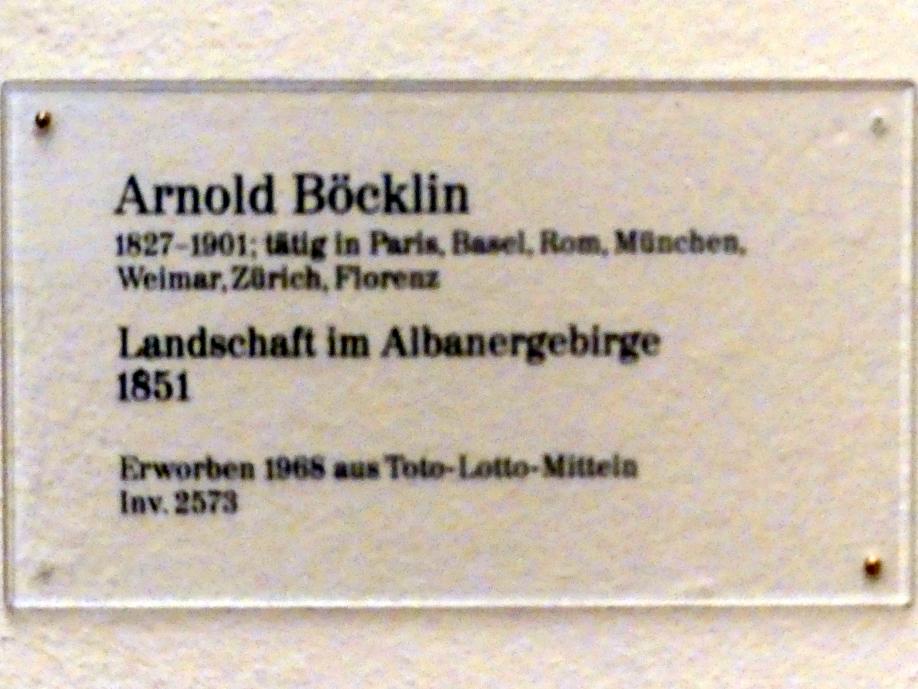 Arnold Böcklin
1827–1901; tätig in Paris, Basel, Rom, München,
Weimar, Zürich, Florenz
Landschaft im Albanergebirge
1851
Erworben 1968 aus Toto-Lotto-Mitteln
Inv. 2573